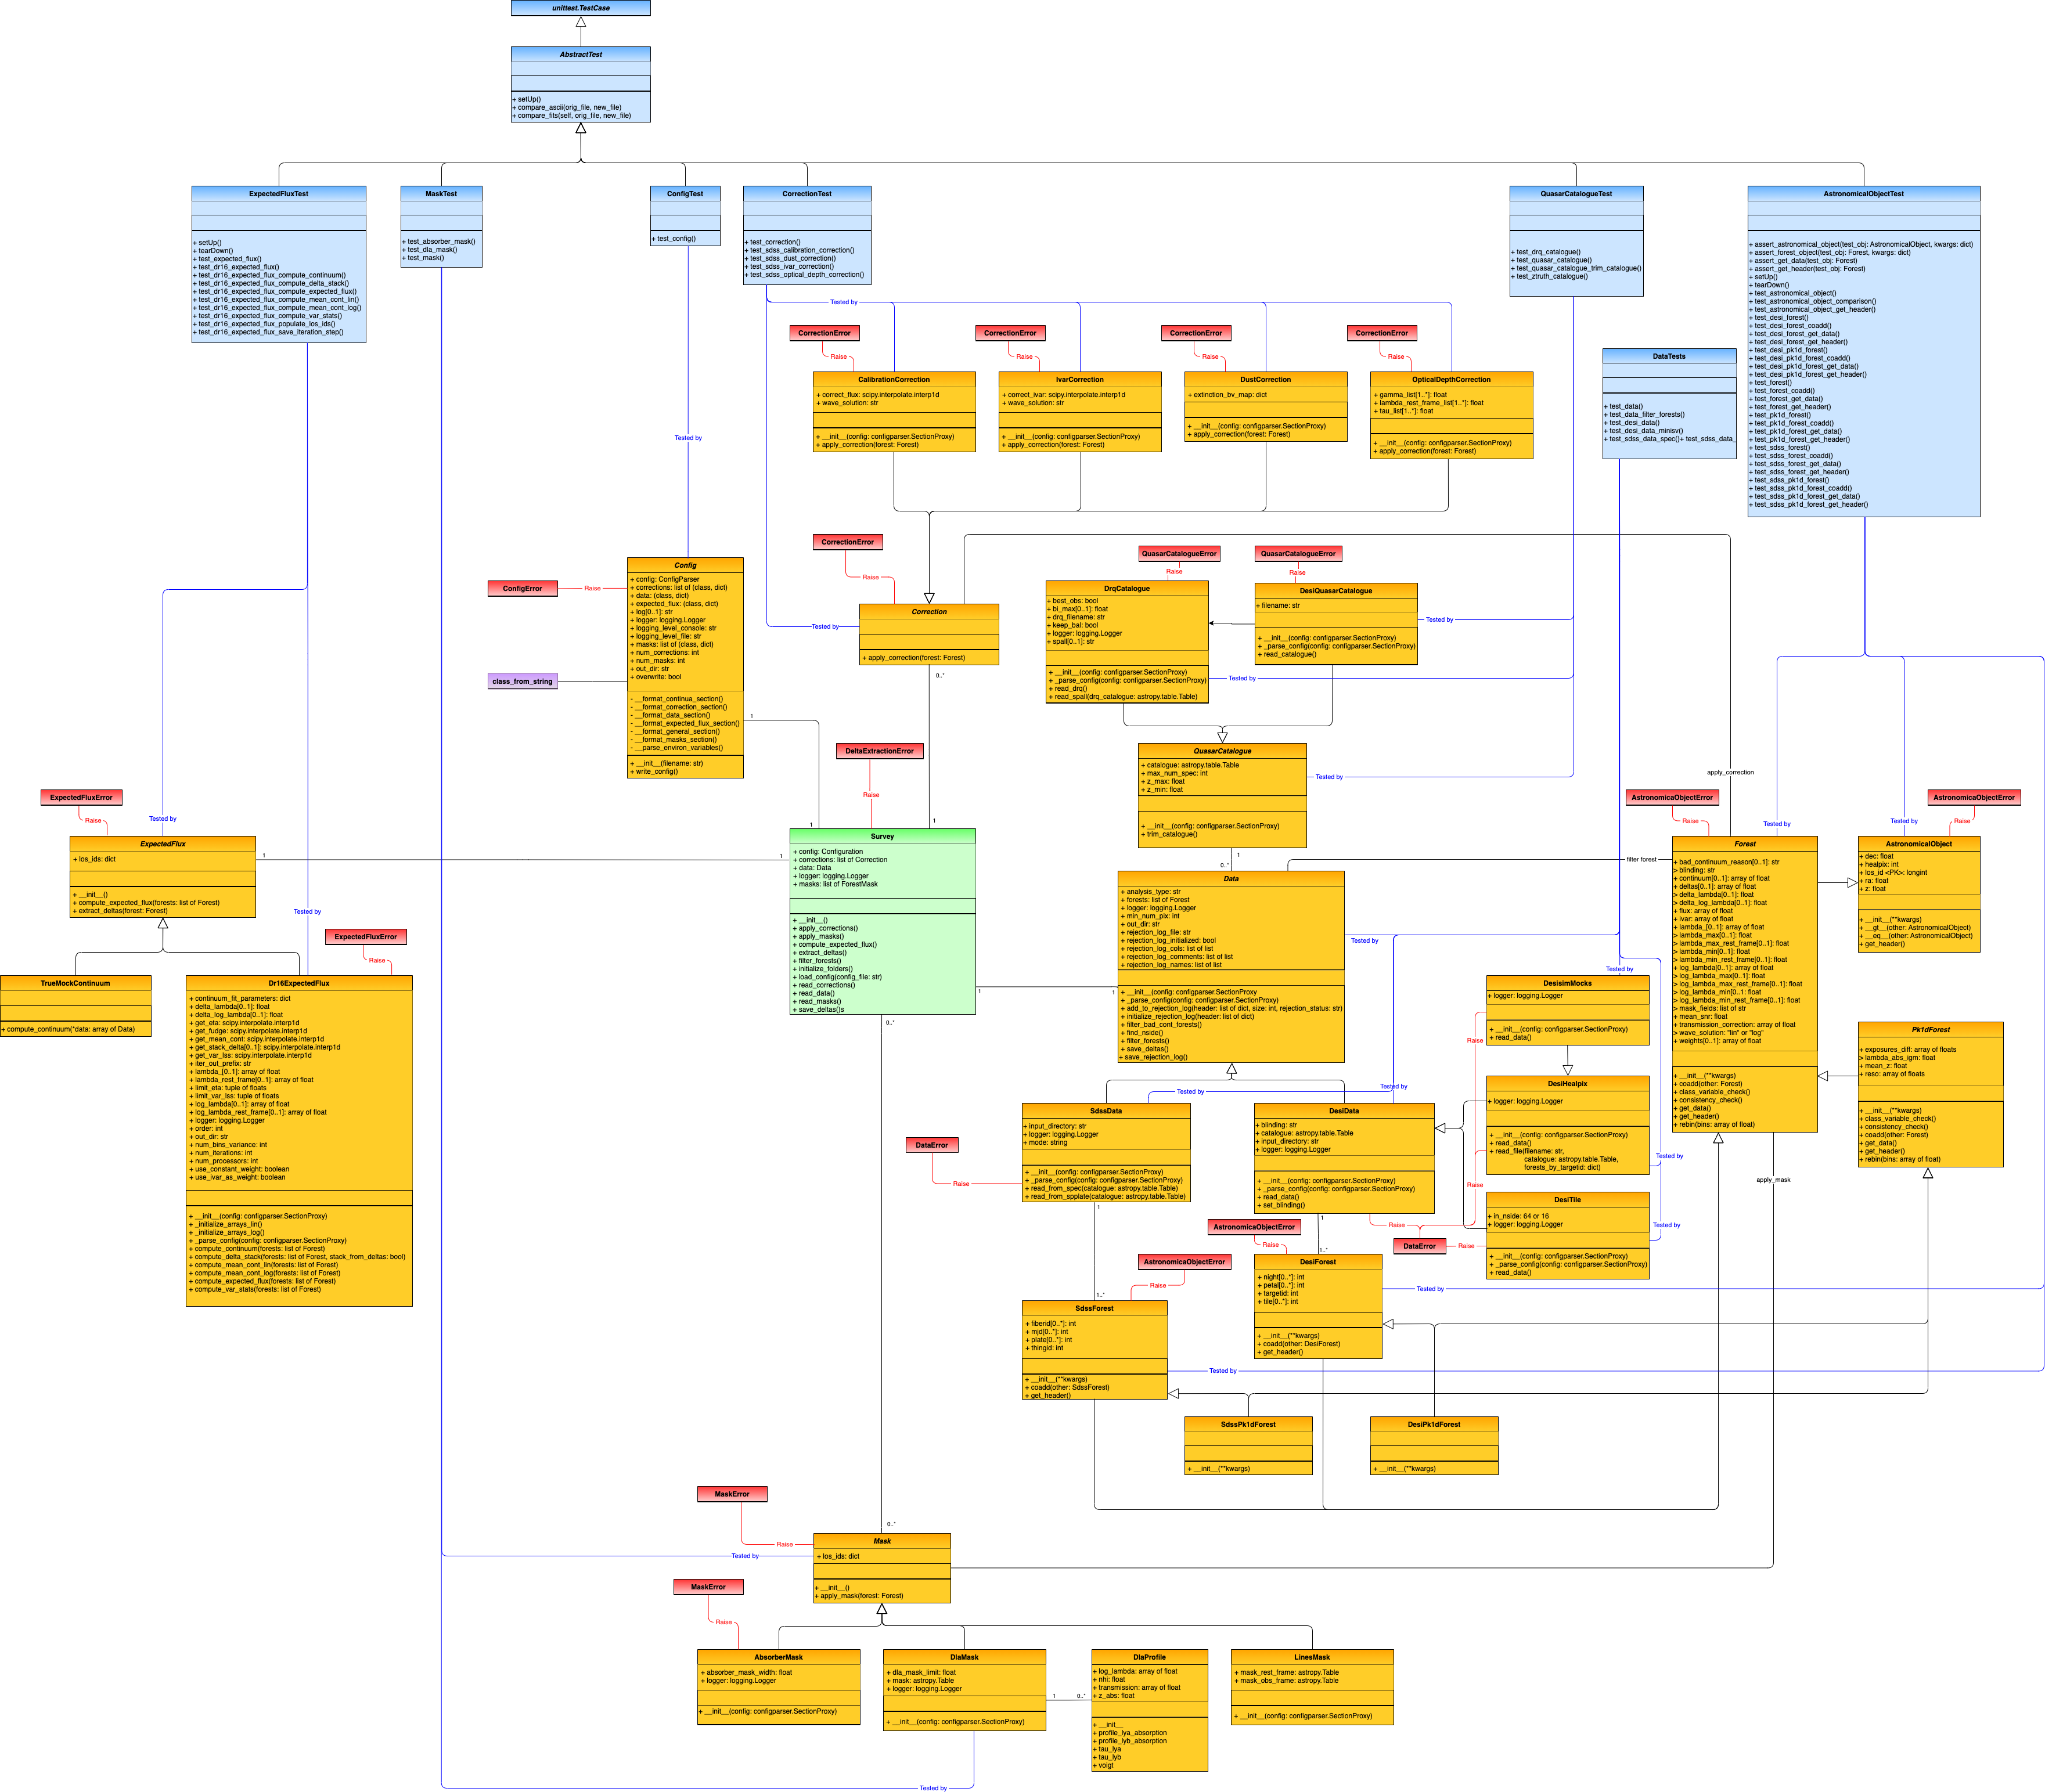 unittest.TestCase
AbstractTest
+ setUp()
+ compare_ascii(orig_file, new_file)
+ compare_fits(self, orig_file, new_file)
ExpectedFluxTest
+ setUp()
+ tearDown()
+ test_expected_flux()
+ test_dr16_expected_flux()
+ test_dr16_expected_flux_compute_continuum()
+ test_dr16_expected_flux_compute_delta_stack()
+ test_dr16_expected_flux_compute_expected_flux()
+ test_dr16_expected_flux_compute_mean_cont_lin()
+ test_dr16_expected_flux_compute_mean_cont_log()
+ test_dr16_expected_flux_compute_var_stats()
+ test_dr16_expected_flux_populate_los_ids()
+ test_dr16_expected_flux_save_iteration_step()
MaskTest
+ test_absorber_mask()
+ test_dla_mask()
+ test_mask()
ConfigTest
+ test_config()
CorrectionTest
+ test_correction()
+ test_sdss_calibration_correction()
+ test_sdss_dust_correction()
+ test_sdss_ivar_correction()
+ test_sdss_optical_depth_correction()
QuasarCatalogueTest
+ test_drq_catalogue()
+ test_quasar_catalogue()
+ test_quasar_catalogue_trim_catalogue()
+ test_ztruth_catalogue()
AstronomicalObjectTest
+ assert_astronomical_object(test_obj: AstronomicalObject, kwargs: dict)
+ assert_forest_object(test_obj: Forest, kwargs: dict)
+ assert_get_data(test_obj: Forest)
+ assert_get_header(test_obj: Forest)
+ setUp()
+ tearDown()
+ test_astronomical_object()
+ test_astronomical_object_comparison()
+ test_astronomical_object_get_header()
+ test_desi_forest()
+ test_desi_forest_coadd()
+ test_desi_forest_get_data()
+ test_desi_forest_get_header()
+ test_desi_pk1d_forest()
+ test_desi_pk1d_forest_coadd()
+ test_desi_pk1d_forest_get_data()
+ test_desi_pk1d_forest_get_header()
+ test_forest()
+ test_forest_coadd()
+ test_forest_get_data()
+ test_forest_get_header()
+ test_pk1d_forest()
+ test_pk1d_forest_coadd()
+ test_pk1d_forest_get_data()
+ test_pk1d_forest_get_header()
+ test_sdss_forest()
+ test_sdss_forest_coadd()
+ test_sdss_forest_get_data()
+ test_sdss_forest_get_header()
+ test_sdss_pk1d_forest()
+ test_sdss_pk1d_forest_coadd()
+ test_sdss_pk1d_forest_get_data()
+ test_sdss_pk1d_forest_get_header()
DataTests
+ test_data()
+ test_data_filter_forests()
+ test_desi_data()
+ test_desi_data_minisv()
+ test_sdss_data_spec()+ test_sdss_data_
Tested by
CorrectionError
CorrectionError
CorrectionError
CorrectionError
Raise
Raise
Raise
Raise
CalibrationCorrection
+ correct_flux: scipy.interpolate.interp1d
+ wave_solution: str
+ __init__(config: configparser.SectionProxy)
+ apply_correction(forest: Forest)
IvarCorrection
+ correct_ivar: scipy.interpolate.interp1d
+ wave_solution: str
+ __init__(config: configparser.SectionProxy)
+ apply_correction(forest: Forest)
DustCorrection
+ extinction_bv_map: dict
+ __init__(config: configparser.SectionProxy)
+ apply_correction(forest: Forest)
OpticalDepthCorrection
+ gamma_list[1..*]: float
+ lambda_rest_frame_list[1..*]: float
+ tau_list[1..*]: float
+ __init__(config: configparser.SectionProxy)
+ apply_correction(forest: Forest)
Tested by
CorrectionError
Raise
Correction
+ apply_correction(forest: Forest)
Tested by
0..*
1
ConfigError
Raise
class_from_string
Config
+ config: ConfigParser
+ corrections: list of (class, dict)
+ data: (class, dict)
+ expected_flux: (class, dict)
+ log[0..1]: str
+ logger: logging.Logger
+ logging_level_console: str
+ logging_level_file: str
+ masks: list of (class, dict)
+ num_corrections: int
+ num_masks: int
+ out_dir: str
+ overwrite: bool
- __format_continua_section()
- __format_correction_section()
- __format_data_section()
- __format_expected_flux_section()
- __format_general_section()
- __format_masks_section()
- __parse_environ_variables()
+ __init__(filename: str)
+ write_config()
1
1
QuasarCatalogueError
QuasarCatalogueError
Raise
Raise
DrqCatalogue
+ best_obs: bool
+ bi_max[0..1]: float
+ drq_filename: str
+ keep_bal: bool
+ logger: logging.Logger
+ spall[0..1]: str
+ __init__(config: configparser.SectionProxy)
+ _parse_config(config: configparser.SectionProxy)
+ read_drq()
+ read_spall(drq_catalogue: astropy.table.Table)
Tested by
DesiQuasarCatalogue
+ filename: str
+ __init__(config: configparser.SectionProxy)
+ _parse_config(config: configparser.SectionProxy)
+ read_catalogue()
Tested by
QuasarCatalogue
+ catalogue: astropy.table.Table
+ max_num_spec: int
+ z_max: float
+ z_min: float
+ __init__(config: configparser.SectionProxy)
+ trim_catalogue()
Tested by
1
0..*
DeltaExtractionError
Raise
Survey
+ config: Configuration
+ corrections: list of Correction
+ data: Data
+ logger: logging.Logger
+ masks: list of ForestMask
+ __init__()
+ apply_corrections()
+ apply_masks()
+ compute_expected_flux()
+ extract_deltas()
+ filter_forests()
+ initialize_folders()
+ load_config(config_file: str)
+ read_corrections()
+ read_data()
+ read_masks()
+ save_deltas()s
1
1
0..*
0..*
ExpectedFluxError
Raise
Tested by
ExpectedFlux
+ los_ids: dict
+ __init__()
+ compute_expected_flux(forests: list of Forest)
+ extract_deltas(forest: Forest)
1
1
Tested by
ExpectedFluxError
Raise
TrueMockContinuum
+ compute_continuum(*data: array of Data)
Dr16ExpectedFlux
+ continuum_fit_parameters: dict
+ delta_lambda[0..1]: float
+ delta_log_lambda[0..1]: float
+ get_eta: scipy.interpolate.interp1d
+ get_fudge: scipy.interpolate.interp1d
+ get_mean_cont: scipy.interpolate.interp1d
+ get_stack_delta[0..1]: scipy.interpolate.interp1d
+ get_var_lss: scipy.interpolate.interp1d
+ iter_out_prefix: str
+ lambda_[0..1]: array of float
+ lambda_rest_frame[0..1]: array of float
+ limit_eta: tuple of floats
+ limit_var_lss: tuple of floats
+ log_lambda[0..1]: array of float
+ log_lambda_rest_frame[0..1]: array of float
+ logger: logging.Logger
+ order: int
+ out_dir: str
+ num_bins_variance: int
+ num_iterations: int
+ num_processors: int
+ use_constant_weight: boolean
+ use_ivar_as_weight: boolean
+ __init__(config: configparser.SectionProxy)
+ _initialize_arrays_lin()
+ _initialize_arrays_log()
+ _parse_config(config: configparser.SectionProxy)
+ compute_continuum(forests: list of Forest)
+ compute_delta_stack(forests: list of Forest, stack_from_deltas: bool)
+ compute_mean_cont_lin(forests: list of Forest)
+ compute_mean_cont_log(forests: list of Forest)
+ compute_expected_flux(forests: list of Forest)
+ compute_var_stats(forests: list of Forest)
Data
+ analysis_type: str
+ forests: list of Forest
+ logger: logging.Logger
+ min_num_pix: int
+ out_dir: str
+ rejection_log_file: str
+ rejection_log_initialized: bool
+ rejection_log_cols: list of list
+ rejection_log_comments: list of list
+ rejection_log_names: list of list
+ __init__(config: configparser.SectionProxy
+ _parse_config(config: configparser.SectionProxy)
+ add_to_rejection_log(header: list of dict, size: int, rejection_status: str)
+ initialize_rejection_log(header: list of dict)
+ filter_bad_cont_forests()
+ find_nside()
+ filter_forests()
+ save_deltas()
+ save_rejection_log()
filter forest
Tested by
apply_correction
AstronomicaObjectError
Raise
Tested by
Forest
+ bad_continuum_reason[0..1]: str
> blinding: str
+ continuum[0..1]: array of float
+ deltas[0..1]: array of float
> delta_lambda[0..1]: float
> delta_log_lambda[0..1]: float
+ flux: array of float
+ ivar: array of float
+ lambda_[0..1]: array of float
> lambda_max[0..1]: float
> lambda_max_rest_frame[0..1]: float
> lambda_min[0..1]: float
> lambda_min_rest_frame[0..1]: float
+ log_lambda[0..1]: array of float
> log_lambda_max[0..1]: float
> log_lambda_max_rest_frame[0..1]: float
> log_lambda_min[0..1: float
> log_lambda_min_rest_frame[0..1]: float
> mask_fields: list of str
+ mean_snr: float
+ transmission_correction: array of float
> wave_solution: "lin" or "log"
+ weights[0..1]: array of float
+ __init__(**kwargs)
+ coadd(other: Forest)
+ class_variable_check()
+ consistency_check()
+ get_data()
+ get_header()
+ rebin(bins: array of float)
AstronomicaObjectError
Raise
Tested by
AstronomicalObject
+ dec: float
+ healpix: int
+ los_id <PK>: longint
+ ra: float
+ z: float
+ __init__(**kwargs)
+ __gt__(other: AstronomicalObject)
+ __eq__(other: AstronomicalObject)
+ get_header()
Pk1dForest
+ exposures_diff: array of floats
> lambda_abs_igm: float
+ mean_z: float
+ reso: array of floats
+ __init__(**kwargs)
+ class_variable_check()
+ consistency_check()
+ coadd(other: Forest)
+ get_data()
+ get_header()
+ rebin(bins: array of float)
Tested by
DesisimMocks
+ logger: logging.Logger
+ __init__(config: configparser.SectionProxy)
+ read_data()
Raise
DesiHealpix
+ logger: logging.Logger
+ __init__(config: configparser.SectionProxy)
+ read_data()
+ read_file(filename: str,
catalogue: astropy.table.Table,
forests_by_targetid: dict)
Tested by
Raise
DesiTile
+ in_nside: 64 or 16
+ logger: logging.Logger
+ __init__(config: configparser.SectionProxy)
+ _parse_config(config: configparser.SectionProxy)
+ read_data()
Tested by
Raise
DataError
Raise
Tested by
Tested by
DataError
Raise
SdssData
+ input_directory: str
+ logger: logging.Logger
+ mode: string
+ __init__(config: configparser.SectionProxy)
+ _parse_config(config: configparser.SectionProxy)
+ read_from_spec(catalogue: astropy.table.Table)
+ read_from_spplate(catalogue: astropy.table.Table)
1
1..*
DesiData
+ blinding: str
+ catalogue: astropy.table.Table
+ input_directory: str
+ logger: logging.Logger
+ __init__(config: configparser.SectionProxy)
+ _parse_config(config: configparser.SectionProxy)
+ read_data()
+ set_blinding()
1
1..*
AstronomicaObjectError
Raise
DesiForest
+ night[0..*]: int
+ petal[0..*]: int
+ targetid: int
+ tile[0..*]: int
+ __init__(**kwargs)
+ coadd(other: DesiForest)
+ get_header()
Tested by
AstronomicaObjectError
Raise
SdssForest
+ fiberid[0..*]: int
+ mjd[0..*]: int
+ plate[0..*]: int
+ thingid: int
+ __init__(**kwargs)
+ coadd(other: SdssForest)
+ get_header()
Tested by
apply_mask
SdssPk1dForest
+ __init__(**kwargs)
DesiPk1dForest
+ __init__(**kwargs)
MaskError
Raise
Tested by
Mask
+ los_ids: dict
+ __init__()
+ apply_mask(forest: Forest)
MaskError
Raise
AbsorberMask
+ absorber_mask_width: float
+ logger: logging.Logger
+ __init__(config: configparser.SectionProxy)
DlaMask
+ dla_mask_limit: float
+ mask: astropy.Table
+ logger: logging.Logger
+ __init__(config: configparser.SectionProxy)
1
0..*
DlaProfile
+ log_lambda: array of float
+ nhi: float
+ transmission: array of float
+ z_abs: float
+ __init__
+ profile_lya_absorption
+ profile_lyb_absorption
+ tau_lya
+ tau_lyb
+ voigt
LinesMask
+ mask_rest_frame: astropy.Table
+ mask_obs_frame: astropy.Table
+ __init__(config: configparser.SectionProxy)
Tested by